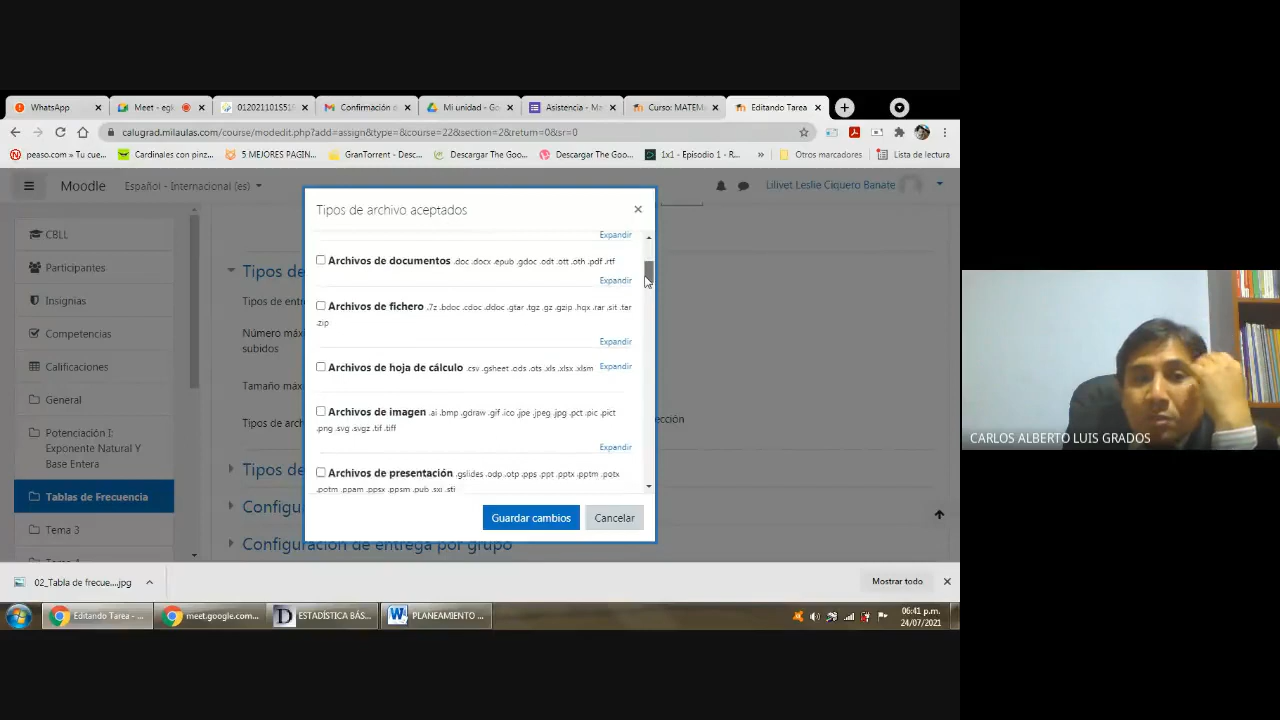 WhatsApp
Meet - egk
012021101S51S
Confirmación d
Mi unidad - Go
Asistencia - Ma
Curso: MATEMA
Editando Tarea
calugrad.milaulas.com/course/modedit.php?add=assign&type=&course=22&section=2&return=0&sr=0
peaso.com » Tu cue...
Cardinales con pinz...
5 MEJORES PAGIN...
GranTorrent - Desc...
Descargar The Goo...
Descargar The Goo...
1x1 - Episodio 1 - R...
»
Otros marcadores
Lista de lectura
Moodle
Español - Internacional (es)
Lilivet Leslie Ciquero Banate
CBLL
Participantes
Insignias
Competencias
Calificaciones
General
Potenciación I:
Exponente Natural Y
Base Entera
Tablas de Frecuencia
Tema 3
Tipos de
Tipos de entre
Número máxi
subidos
Tamaño máxi
Tipos de arch
ección
Tipos de
Configu
Configuración de entrega por grupo
Tipos de archivo aceptados
×
Expandir
Archivos de documentos .doc .docx .epub .gdoc .odt .ott .oth .pdf .rtf
Expandir
Archivos de fichero .7z .bdoc .cdoc .ddoc .gtar .tgz .gz .gzip .hqx .rar .sit .tar
.zip
Expandir
Archivos de hoja de cálculo .csv .gsheet .ods .ots .xls .xlsx .xlsm
Expandir
Archivos de imagen .ai .bmp .gdraw .gif .ico .jpe .jpeg .jpg .pct .pic .pict
.png .svg .svgz .tif .tiff
Expandir
Archivos de presentación .gslides .odp .otp .pps .ppt .pptx .pptm .potx
.potm .ppam .ppsx .ppsm .pub .sxi .sti
Guardar cambios
Cancelar
CARLOS ALBERTO LUIS GRADOS
02_Tabla de frecue....jpg
Mostrar todo
Editando Tarea - ...
meet.google.com...
ESTADÍSTICA BÁS...
PLANEAMIENTO ...
06:41 p.m.
24/07/2021